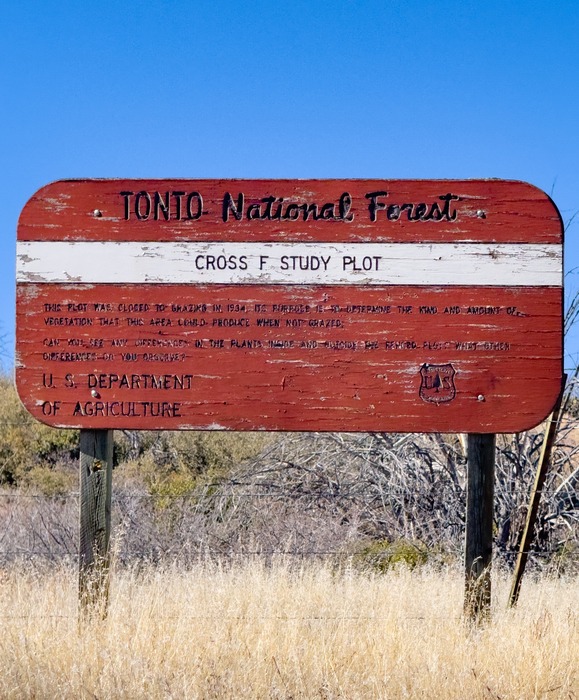 TONTO National Forest
CROSS F STUDY PLOT
THIS PLOT WAS CLOSED TO GRAZING IN 1934. ITS PURPOSE IS TO DETERMINE THE KIND AND AMOUNT OF
VEGETATION THAT THIS AREA COULD PRODUCE WHEN NOT GRAZED.
CAN YOU SEE ANY DIFFERENCES IN THE PLANTS INSIDE AND OUTSIDE THE FENCED PLOT? WHAT OTHER
DIFFERENCES DO YOU OBSERVE?
U. S. DEPARTMENT
OF AGRICULTURE
US